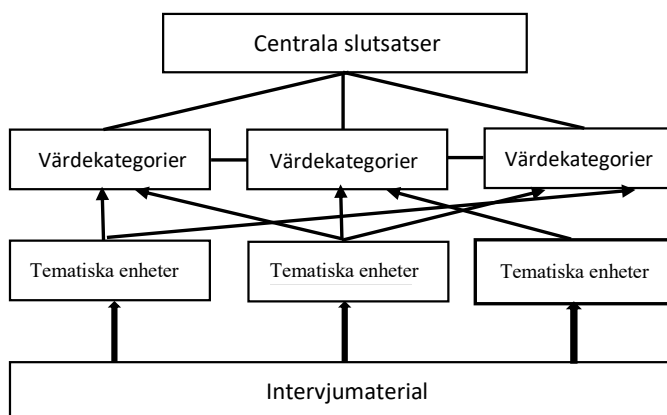 Centrala slutsatser
Värdekategorier
Värdekategorier
Värdekategorier
Tematiska enheter
Tematiska enheter
Tematiska enheter
Intervjumaterial